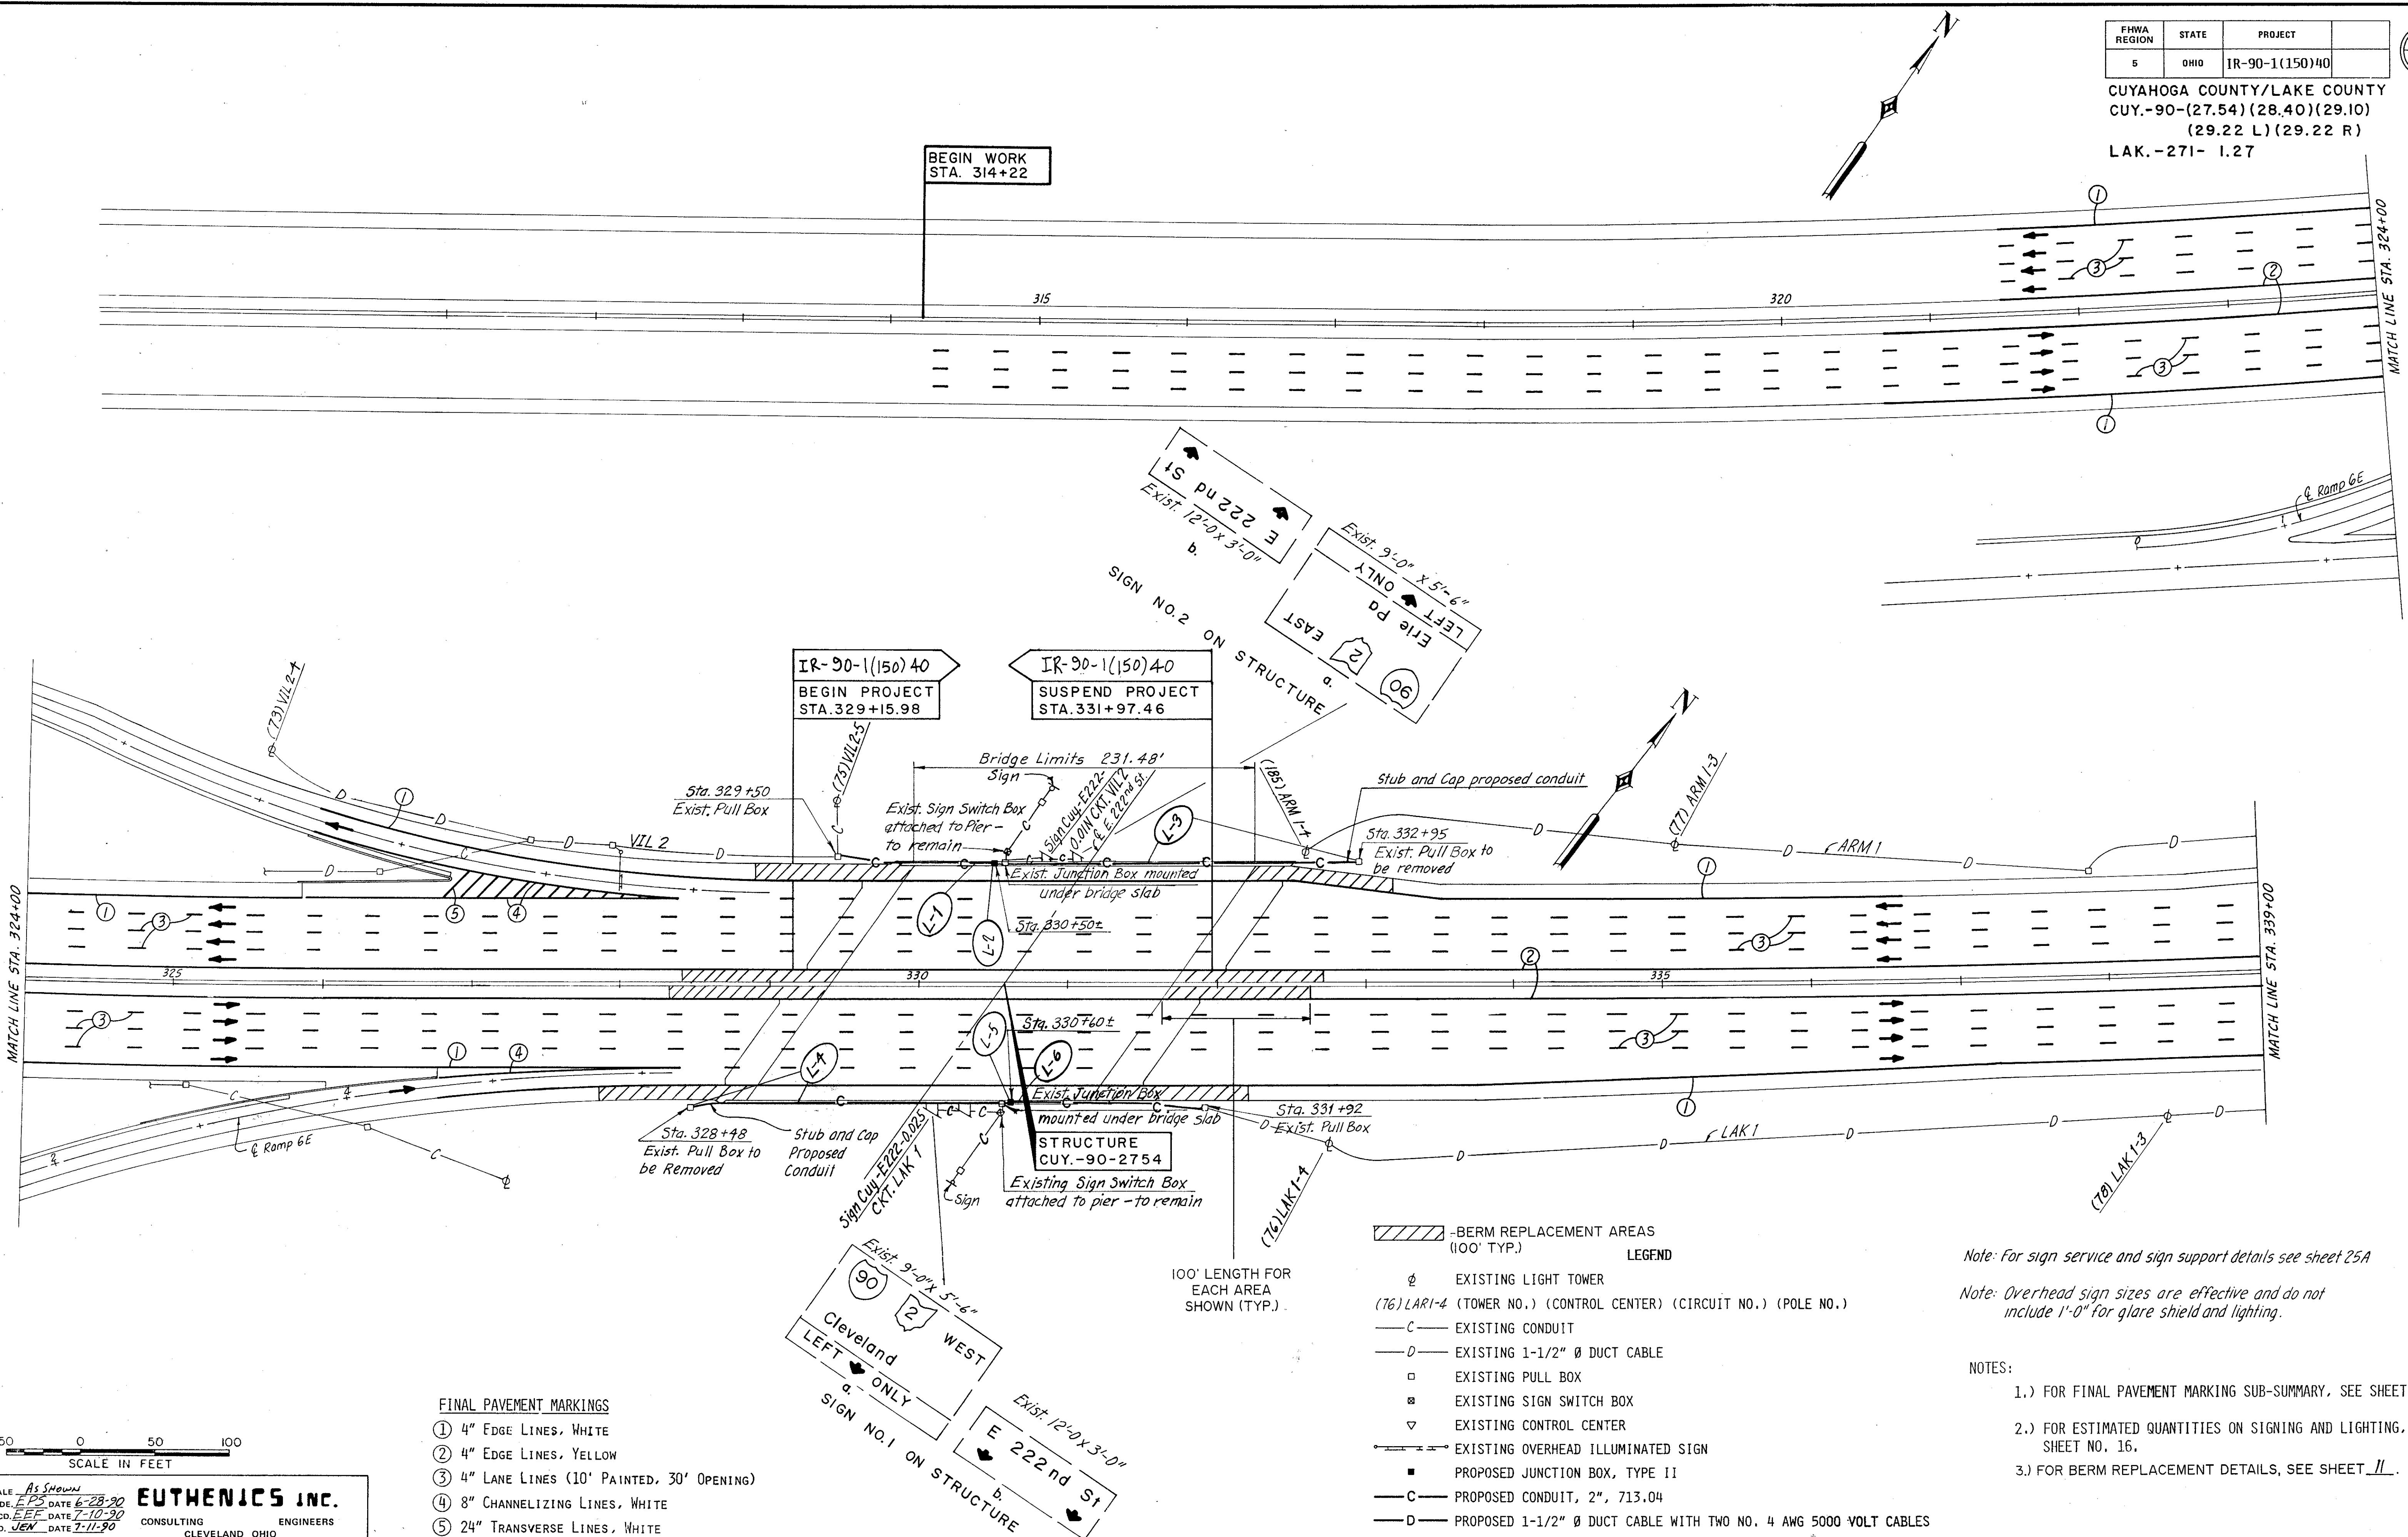 FHWA REGION STATE PROJECT
5 OHIO IR-90-1(150)40
CUYAHOGA COUNTY/LAKE COUNTY
CUY.-90-(27.54)(28.40)(29.10)
(29.22 L)(29.22 R)
LAK.-271- 1.27
N
BEGIN WORK
STA. 314+22
315
320
1
3
2
3
1
MATCH LINE STA. 324+00
℄ Ramp 6E
E 222nd St
Exist. 12'-0 x 3'-0"
b.
Exist. 9'-0" x 5'-6"
LEFT ONLY
Erie Pa
EAST
2
90
a.
SIGN NO.2 ON STRUCTURE
IR-90-1(150)40
BEGIN PROJECT
STA.329+15.98
IR-90-1(150)40
SUSPEND PROJECT
STA.331+97.46
N
(73)VIL 2-4
(75)VIL2-5
Bridge Limits 231.48'
Sign
Sta. 329+50
Exist. Pull Box
Exist. Sign Switch Box
attached to Pier -
to remain
Sign Cuy-E222-
0.01N CKT. VIL2
℄ E. 222nd St.
L-3
(185) ARM 1-4
Stub and Cap proposed conduit
Sta. 332+95
Exist. Pull Box to
be removed
(77) ARM 1-3
ARM 1
VIL 2
Exist. Junction Box mounted
under bridge slab
L-1
L-2
Sta. 330+50±
MATCH LINE STA. 324+00
1
3
5
4
1
325
330
335
2
3
1
MATCH LINE STA. 339+00
3
1
4
L-4
L-5
Sta. 330+60±
L-6
3
1
Exist. Junction Box
mounted under bridge slab
STRUCTURE
CUY.-90-2754
℄ Ramp 6E
Sta. 328+48
Exist. Pull Box to
be Removed
Stub and Cap
Proposed
Conduit
Sign Cuy-E222-0.025
CKT. LAK 1
Sign
Existing Sign Switch Box
attached to pier - to remain
Sta. 331+92
Exist. Pull Box
(76)LAK 1-4
LAK 1
(78) LAK 1-3
100' LENGTH FOR
EACH AREA
SHOWN (TYP.)
Exist. 9'-0" x 5'-6"
90 2 WEST
Cleveland
LEFT ONLY
a.
SIGN NO.1 ON STRUCTURE
Exist. 12'-0 x 3'-0"
E 222nd St
b.
-BERM REPLACEMENT AREAS
(100' TYP.)
LEGEND
EXISTING LIGHT TOWER
(76) LAR1-4 (TOWER NO.) (CONTROL CENTER) (CIRCUIT NO.) (POLE NO.)
C EXISTING CONDUIT
D EXISTING 1-1/2" Ø DUCT CABLE
EXISTING PULL BOX
EXISTING SIGN SWITCH BOX
EXISTING CONTROL CENTER
EXISTING OVERHEAD ILLUMINATED SIGN
PROPOSED JUNCTION BOX, TYPE II
C PROPOSED CONDUIT, 2", 713.04
D PROPOSED 1-1/2" Ø DUCT CABLE WITH TWO NO. 4 AWG 5000 VOLT CABLES
Note: For sign service and sign support details see sheet 25A
Note: Overhead sign sizes are effective and do not
include 1'-0" for glare shield and lighting.
NOTES:
1.) FOR FINAL PAVEMENT MARKING SUB-SUMMARY, SEE SHEET
2.) FOR ESTIMATED QUANTITIES ON SIGNING AND LIGHTING,
SHEET NO. 16.
3.) FOR BERM REPLACEMENT DETAILS, SEE SHEET 11.
FINAL PAVEMENT MARKINGS
1 4" EDGE LINES, WHITE
2 4" EDGE LINES, YELLOW
3 4" LANE LINES (10' PAINTED, 30' OPENING)
4 8" CHANNELIZING LINES, WHITE
5 24" TRANSVERSE LINES, WHITE
50 0 50 100
SCALE IN FEET
As Shown
EPS DATE 6-28-90
EEF DATE 7-10-90
JEN DATE 7-11-90
EUTHENICS INC.
CONSULTING ENGINEERS
CLEVELAND OHIO